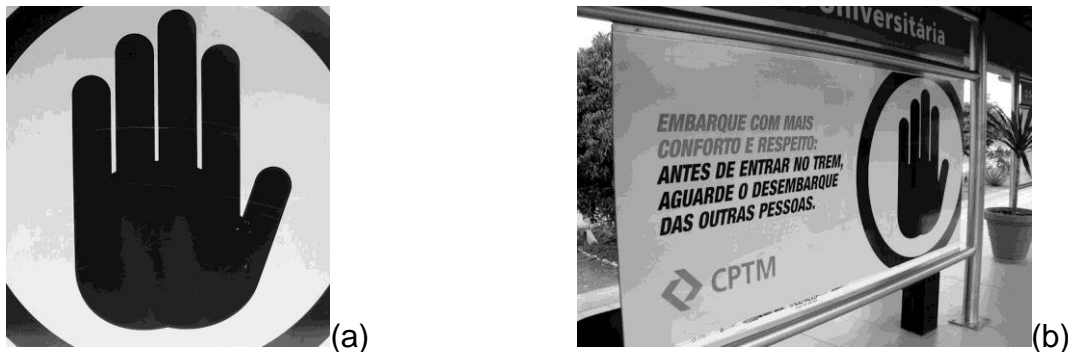 Universitária
EMBARQUE COM MAIS
CONFORTO E RESPEITO:
ANTES DE ENTRAR NO TREM,
AGUARDE O DESEMBARQUE
DAS OUTRAS PESSOAS.
CPTM
(a)
(b)